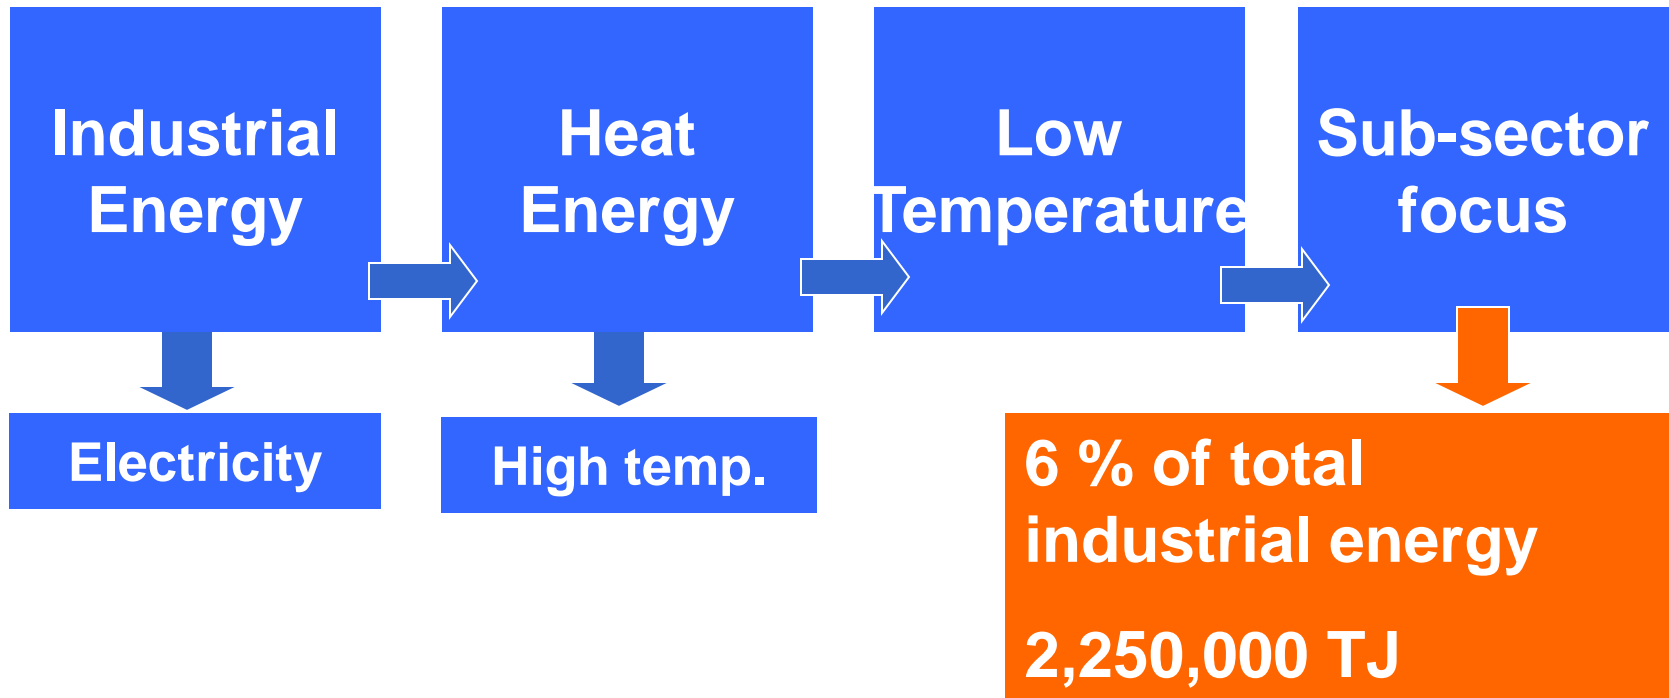 Industrial
Energy
Heat
Energy
Low
Temperature
Sub-sector
focus
Electricity
High temp.
6 % of total
industrial energy
2,250,000 TJ